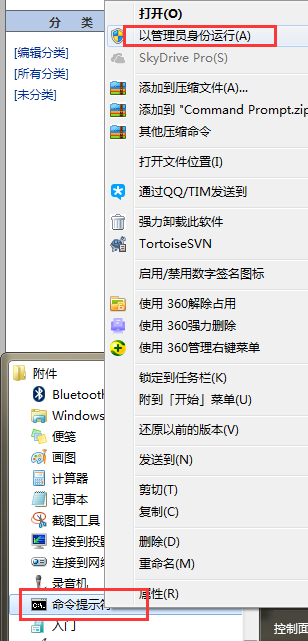 分 类
[编辑分类]
[所有分类]
[未分类]
打开(O)
以管理员身份运行(A)
SkyDrive Pro(S)
添加到压缩文件(A)...
添加到 "Command Prompt.zip
其他压缩命令
打开文件位置(I)
通过QQ/TIM发送到
强力卸载此软件
TortoiseSVN
启用/禁用数字签名图标
使用 360解除占用
使用 360强力删除
使用 360管理右键菜单
锁定到任务栏(K)
附到「开始」菜单(U)
还原以前的版本(V)
发送到(N)
剪切(T)
复制(C)
删除(D)
重命名(M)
属性(R)
附件
Bluetooth
Windows
便笺
画图
计算器
记事本
截图工具
连接到投影
连接到网络
录音机
命令提示符
入门
控制面